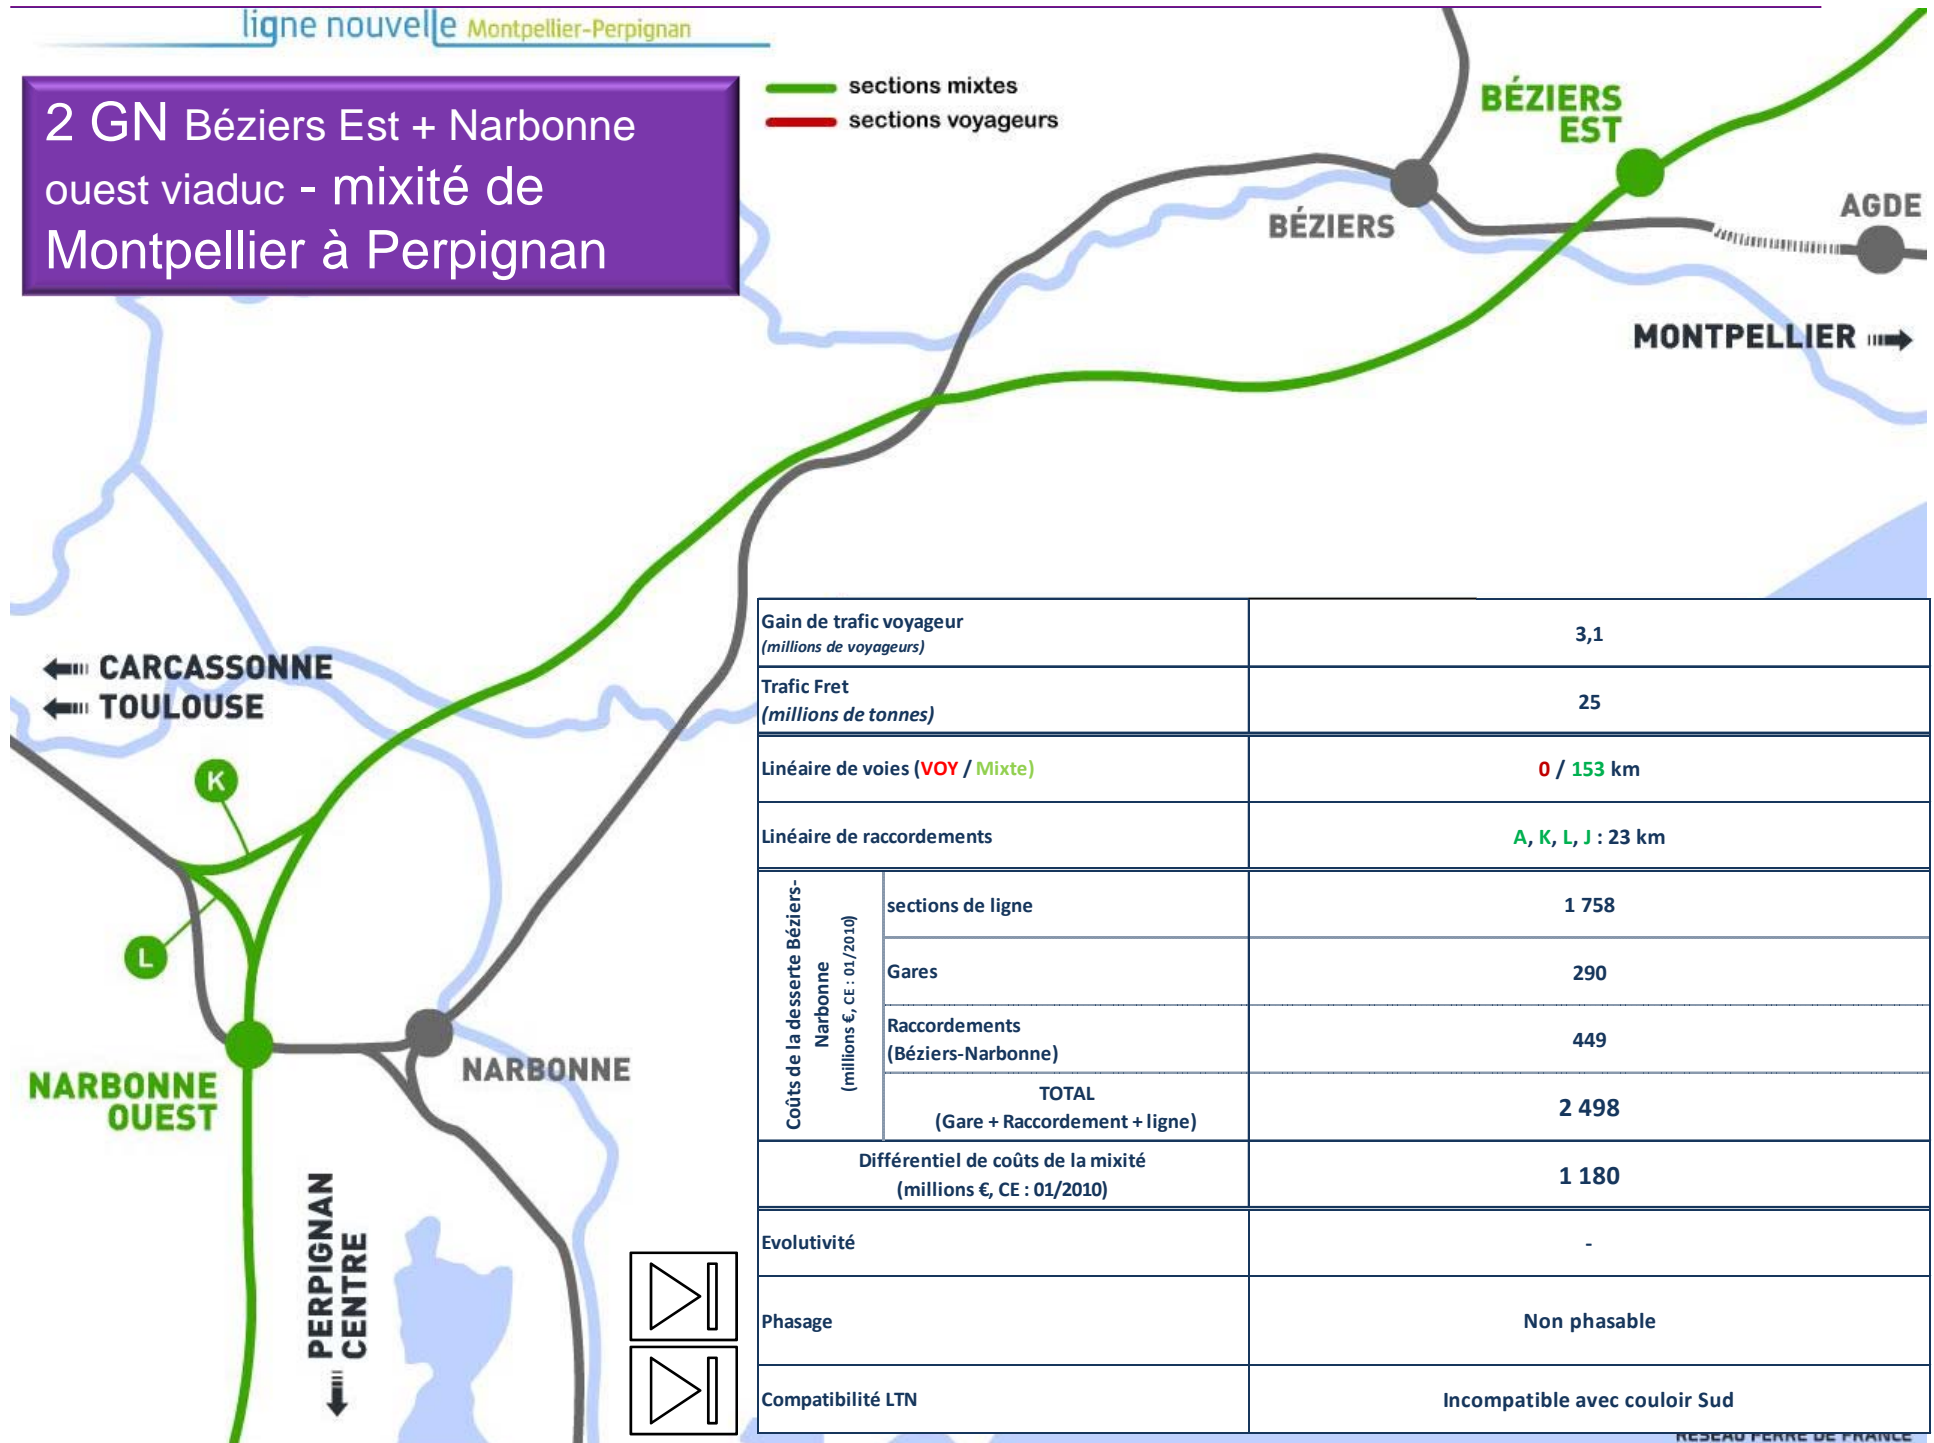 ligne nouvelle Montpellier-Perpignan
2 GN Béziers Est + Narbonne
ouest viaduc - mixité de
Montpellier à Perpignan
sections mixtes
sections voyageurs
BÉZIERS
EST
BÉZIERS
AGDE
MONTPELLIER
CARCASSONNE
TOULOUSE
K
L
NARBONNE
OUEST
NARBONNE
PERPIGNAN
CENTRE
Gain de trafic voyageur
(millions de voyageurs)
3,1
Trafic Fret
(millions de tonnes)
25
Linéaire de voies (VOY / Mixte)
0 / 153 km
Linéaire de raccordements
A, K, L, J : 23 km
Coûts de la desserte Béziers-
Narbonne
(millions €, CE : 01/2010)
sections de ligne
1 758
Gares
290
Raccordements
(Béziers-Narbonne)
449
TOTAL
(Gare + Raccordement + ligne)
2 498
Différentiel de coûts de la mixité
(millions €, CE : 01/2010)
1 180
Evolutivité
-
Phasage
Non phasable
Compatibilité LTN
Incompatible avec couloir Sud
RÉSEAU FERRÉ DE FRANCE